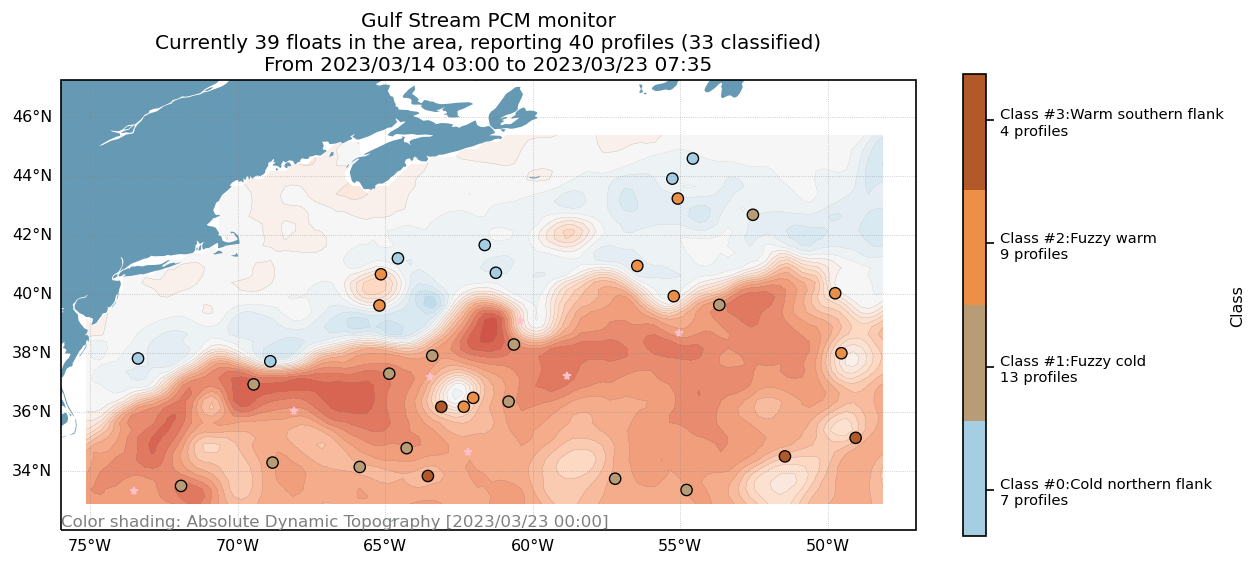 Gulf Stream PCM monitor
Currently 39 floats in the area, reporting 40 profiles (33 classified)
From 2023/03/14 03:00 to 2023/03/23 07:35
46°N
44°N
42°N
40°N
38°N
36°N
34°N
Color shading: Absolute Dynamic Topography [2023/03/23 00:00]
75°W
70°W
65°W
60°W
55°W
50°W
Class #3:Warm southern flank
4 profiles
Class #2:Fuzzy warm
9 profiles
Class #1:Fuzzy cold
13 profiles
Class #0:Cold northern flank
7 profiles
Class